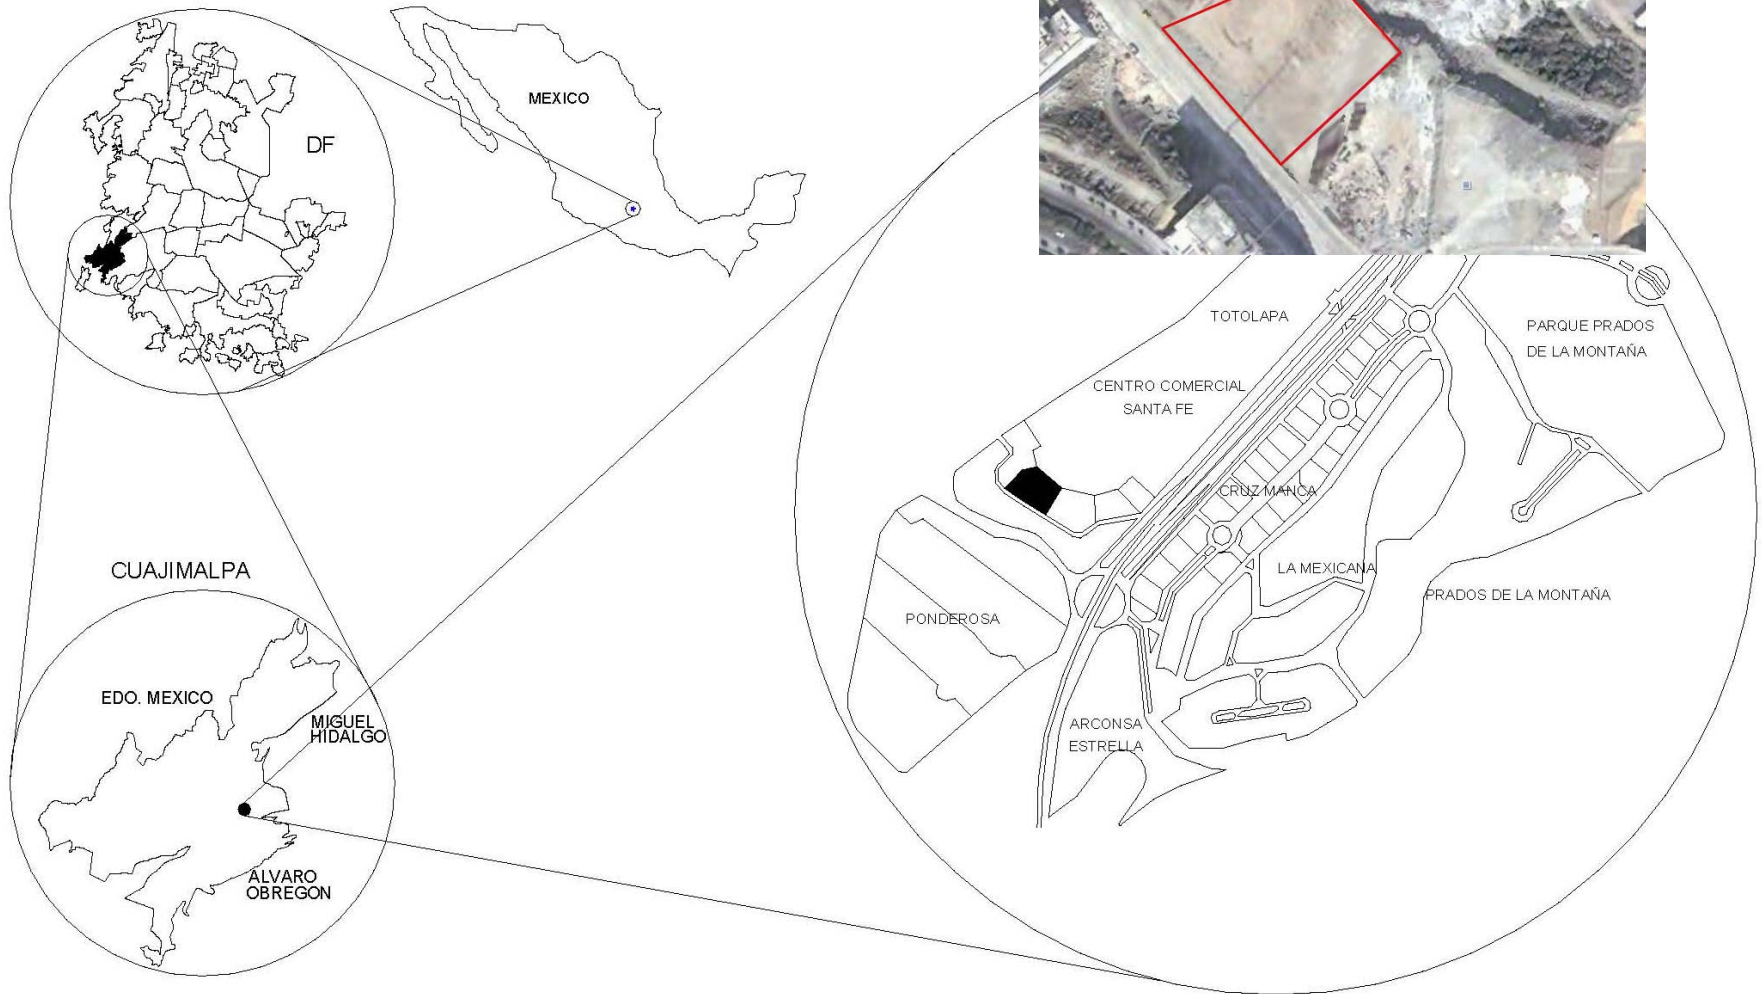 MEXICO
DF
TOTOLAPA
PARQUE PRADOS
DE LA MONTAÑA
CENTRO COMERCIAL
SANTA FE
CRUZ MANCA
LA MEXICANA
PRADOS DE LA MONTAÑA
PONDEROSA
ARCONSA
ESTRELLA
CUAJIMALPA
EDO. MEXICO
MIGUEL
HIDALGO
ALVARO
OBREGON